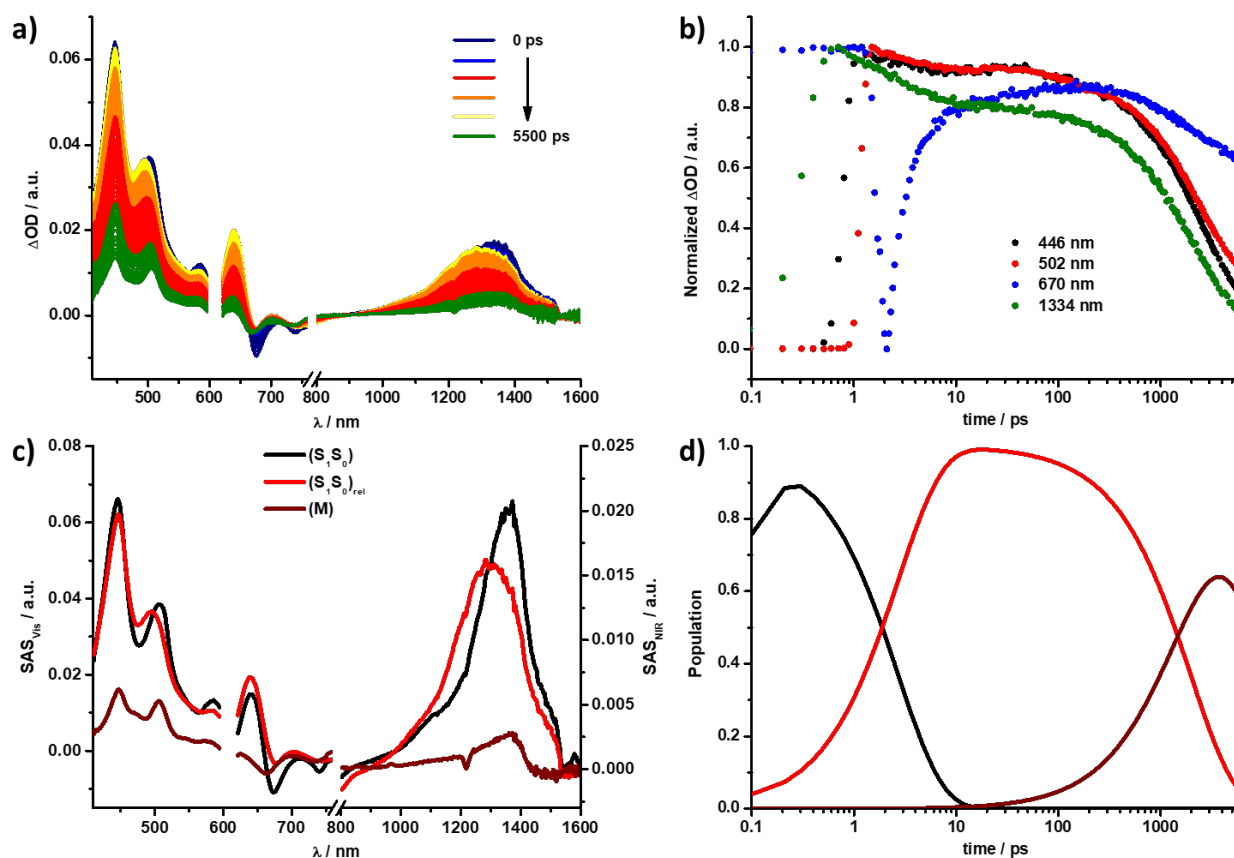 a)
0.06
0.04
0.02
0.00
ΔOD / a.u.
0 ps
5500 ps
500 600 700 800 1000 1200 1400 1600
λ / nm
b)
1.0
0.8
0.6
0.4
0.2
0.0
Normalized ΔOD / a.u.
446 nm
502 nm
670 nm
1334 nm
0.1 1 10 100 1000
time / ps
c)
0.08
0.06
0.04
0.02
0.00
SAS_Vis / a.u.
(S₁S₀)
(S₁S₀)_rel
(M)
0.025
0.020
0.015
0.010
0.005
0.000
SAS_NIR / a.u.
500 600 700 800 1000 1200 1400 1600
λ / nm
d)
1.0
0.8
0.6
0.4
0.2
0.0
Population
0.1 1 10 100 1000
time / ps